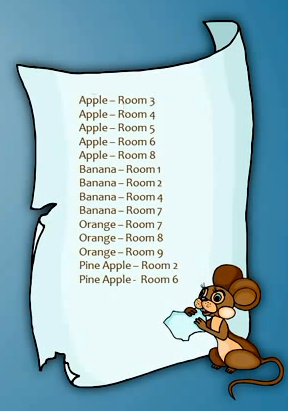 Apple – Room 3
Apple – Room 4
Apple – Room 5
Apple – Room 6
Apple – Room 8
Banana – Room 1
Banana – Room 2
Banana – Room 4
Banana – Room 7
Orange – Room 7
Orange – Room 8
Orange – Room 9
Pine Apple – Room 2
Pine Apple - Room 6